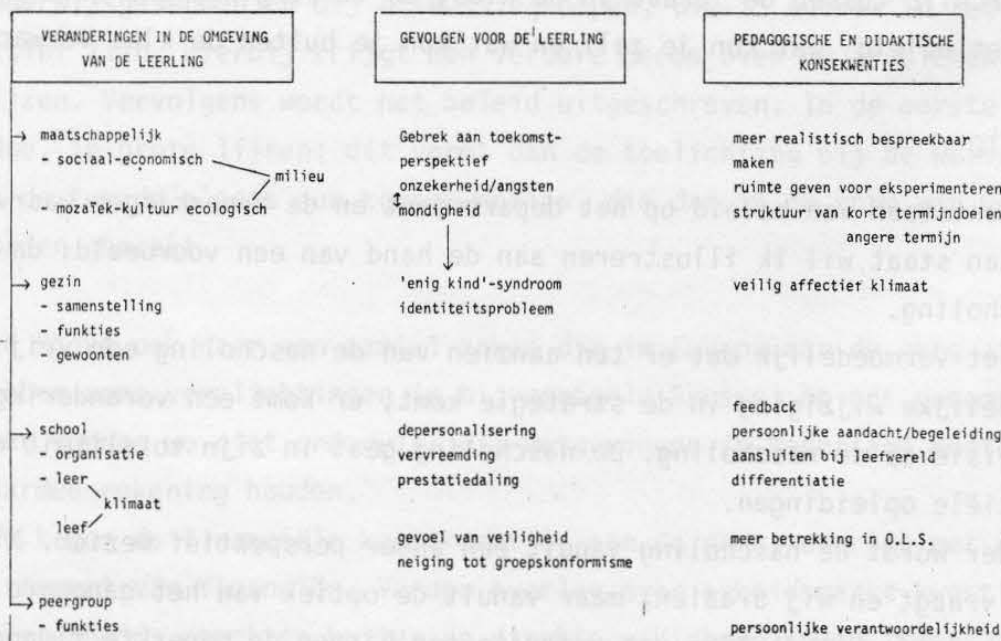 VERANDERINGEN IN DE OMGEVING
VAN DE LEERLING
GEVOLGEN VOOR DE LEERLING
PEDAGOGISCHE EN DIDAKTISCHE
KONSEKWENTIES
maatschappelijk
- sociaal-economisch
milieu
- mozaïek-kultuur ecologisch
Gebrek aan toekomst-
perspektief
onzekerheid/angsten
↕
mondigheid
meer realistisch bespreekbaar
maken
ruimte geven voor eksperimenteren
struktuur van korte termijndoelen
angere termijn
gezin
- samenstelling
- funkties
- gewoonten
'enig kind'-syndroom
identiteitsprobleem
veilig affectief klimaat
school
- organisatie
leer
klimaat
leef
depersonalisering
vervreemding
prestatiedaling
feedback
persoonlijke aandacht/begeleiding
aansluiten bij leefwereld
differentiatie
gevoel van veiligheid
neiging tot groepskonformisme
meer betrekking in O.L.S.
peergroup
- funkties
persoonlijke verantwoordelijkheid